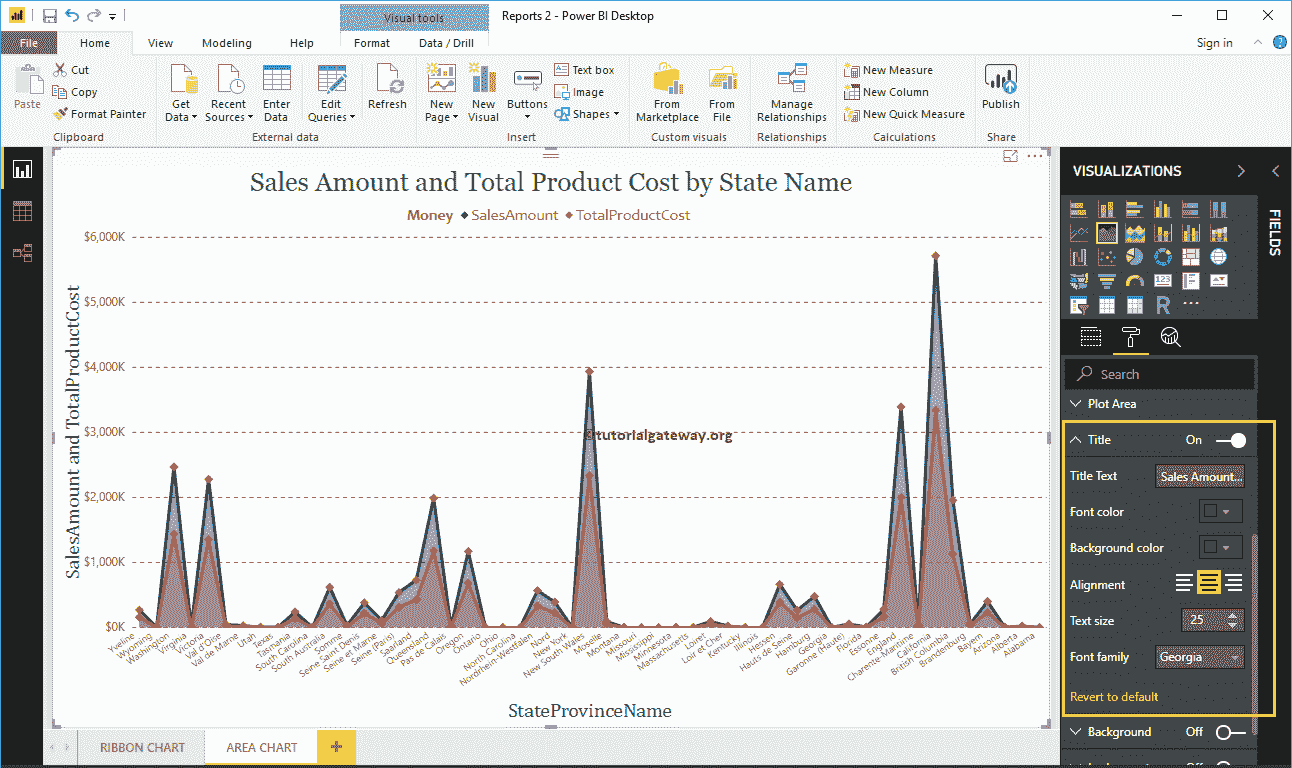 Visual tools
Reports 2 - Power BI Desktop
File
Home
View
Modeling
Help
Format
Data / Drill
Sign in
Paste
Cut
Copy
Format Painter
Clipboard
Get Data
Recent Sources
Enter Data
Edit Queries
External data
Refresh
New Page
New Visual
Buttons
Text box
Image
Shapes
Insert
From Marketplace
From File
Custom visuals
Manage Relationships
Relationships
New Measure
New Column
New Quick Measure
Calculations
Publish
Share
Sales Amount and Total Product Cost by State Name
Money SalesAmount TotalProductCost
SalesAmount and TotalProductCost
$6,000K
$5,000K
$4,000K
$3,000K
$2,000K
$1,000K
$0K
©tutorialgateway.org
Yveline
Wyoming
Washington
Virginia
Victoria
Val d'Oise
Val de Marne
Utah
Texas
Tasmania
South Carolina
South Australia
Somme
Seine Saint Denis
Seine et Marne
Seine (Paris)
Saarland
Queensland
Pas de Calais
Oregon
Ontario
Ohio
North Carolina
Nordrhein-Westfalen
Nord
New York
New South Wales
Moselle
Montana
Missouri
Mississippi
Minnesota
Massachusetts
Loiret
Loir et Cher
Kentucky
Illinois
Hessen
Hauts de Seine
Hamburg
Georgia
Garonne (Haute)
Florida
Essonne
England
Charente-Maritime
California
British Columbia
Brandenburg
Bayern
Arizona
Alberta
Alabama
StateProvinceName
RIBBON CHART
AREA CHART
VISUALIZATIONS
FIELDS
Search
Plot Area
Title On
Title Text Sales Amount...
Font color
Background color
Alignment
Text size 25
Font family Georgia
Revert to default
Background Off